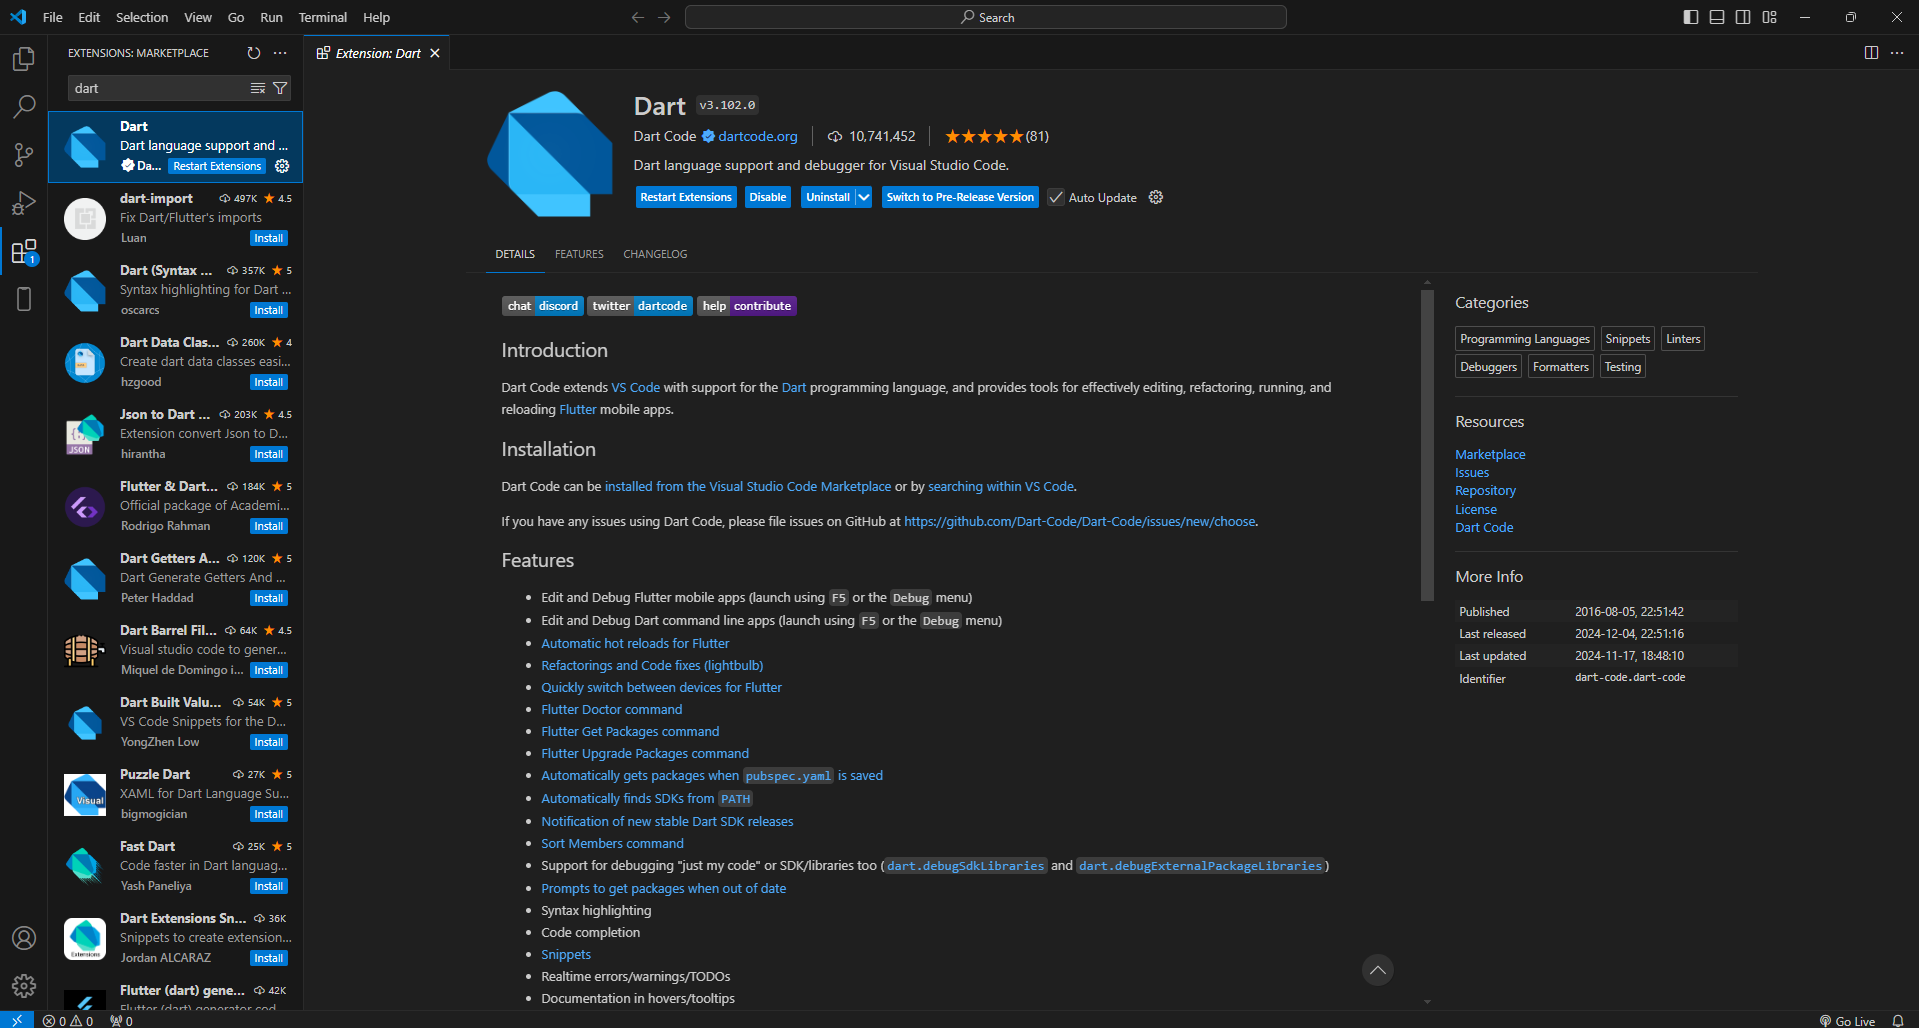 File Edit Selection View Go Run Terminal Help
Search
EXTENSIONS: MARKETPLACE
dart
Dart
Dart language support and ...
Da... Restart Extensions
dart-import 497K ★ 4.5
Fix Dart/Flutter's imports
Luan Install
Dart (Syntax ... 357K ★ 5
Syntax highlighting for Dart ...
oscarcs Install
Dart Data Clas... 260K ★ 4
Create dart data classes easi...
hzgood Install
Json to Dart ... 203K ★ 4.5
Extension convert Json to D...
hirantha Install
Flutter & Dart... 184K ★ 5
Official package of Academi...
Rodrigo Rahman Install
Dart Getters A... 120K ★ 5
Dart Generate Getters And ...
Peter Haddad Install
Dart Barrel Fil... 64K ★ 4.5
Visual studio code to gener...
Miquel de Domingo i... Install
Dart Built Valu... 54K ★ 5
VS Code Snippets for the D...
YongZhen Low Install
Puzzle Dart 27K ★ 5
XAML for Dart Language Su...
bigmogician Install
Fast Dart 25K ★ 5
Code faster in Dart languag...
Yash Paneliya Install
Dart Extensions Sn... 36K
Snippets to create extension...
Jordan ALCARAZ Install
Flutter (dart) gene... 42K
Flutter (dart) generator cod...
1
JSON
Visual
Extensions
Extension: Dart
Dart v3.102.0
Dart Code dartcode.org 10,741,452 ★★★★★(81)
Dart language support and debugger for Visual Studio Code.
Restart Extensions Disable Uninstall Switch to Pre-Release Version Auto Update
DETAILS FEATURES CHANGELOG
chat discord twitter dartcode help contribute
Introduction
Dart Code extends VS Code with support for the Dart programming language, and provides tools for effectively editing, refactoring, running, and
reloading Flutter mobile apps.
Installation
Dart Code can be installed from the Visual Studio Code Marketplace or by searching within VS Code.
If you have any issues using Dart Code, please file issues on GitHub at https://github.com/Dart-Code/Dart-Code/issues/new/choose.
Features
• Edit and Debug Flutter mobile apps (launch using F5 or the Debug menu)
• Edit and Debug Dart command line apps (launch using F5 or the Debug menu)
• Automatic hot reloads for Flutter
• Refactorings and Code fixes (lightbulb)
• Quickly switch between devices for Flutter
• Flutter Doctor command
• Flutter Get Packages command
• Flutter Upgrade Packages command
• Automatically gets packages when pubspec.yaml is saved
• Automatically finds SDKs from PATH
• Notification of new stable Dart SDK releases
• Sort Members command
• Support for debugging "just my code" or SDK/libraries too (dart.debugSdkLibraries and dart.debugExternalPackageLibraries)
• Prompts to get packages when out of date
• Syntax highlighting
• Code completion
• Snippets
• Realtime errors/warnings/TODOs
• Documentation in hovers/tooltips
Categories
Programming Languages Snippets Linters
Debuggers Formatters Testing
Resources
Marketplace
Issues
Repository
License
Dart Code
More Info
Published 2016-08-05, 22:51:42
Last released 2024-12-04, 22:51:16
Last updated 2024-11-17, 18:48:10
Identifier dart-code.dart-code
0 0 0
Go Live